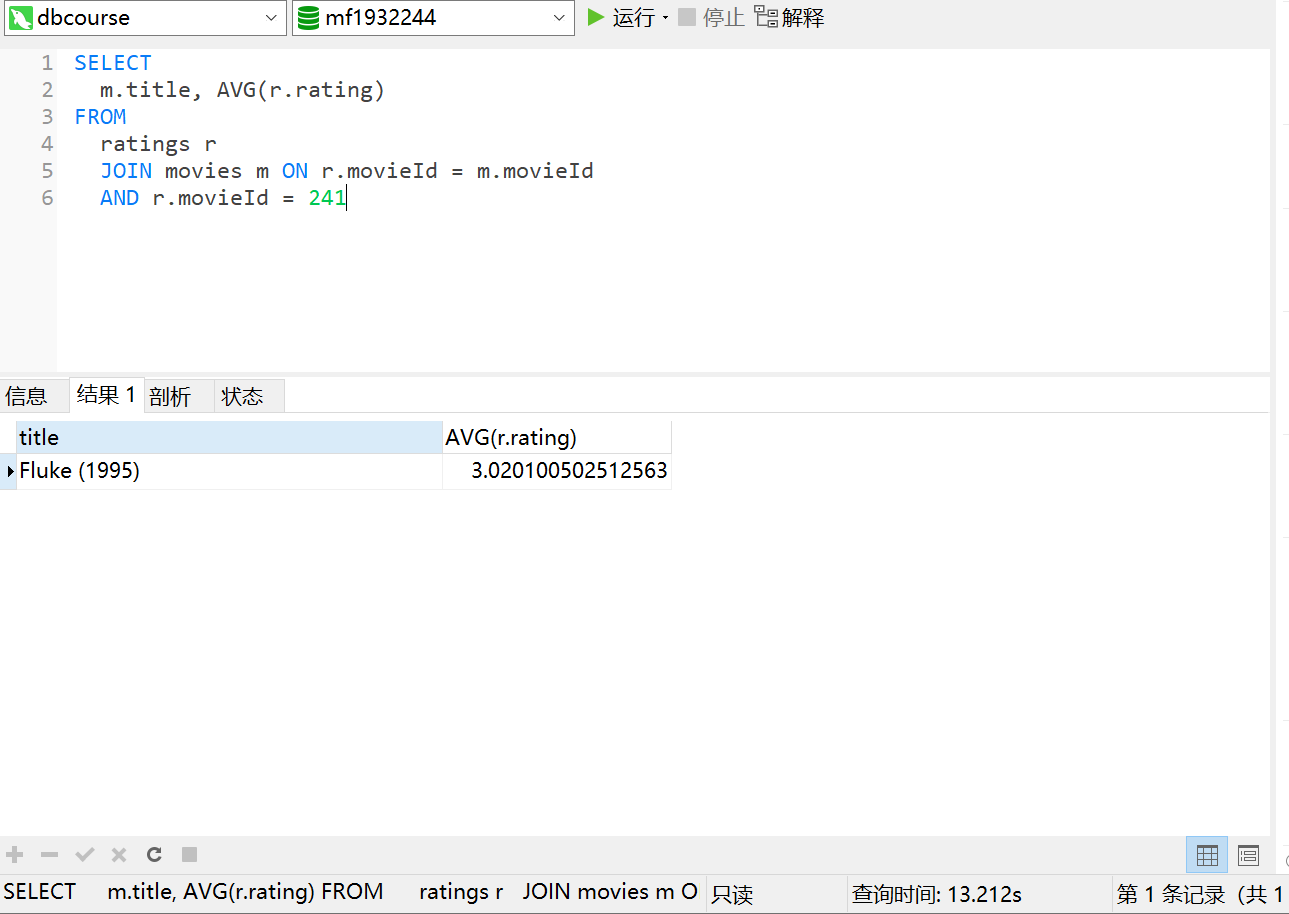 dbcourse mf1932244 运行 停止 解释
1 SELECT
2 m.title, AVG(r.rating)
3 FROM
4 ratings r
5 JOIN movies m ON r.movieId = m.movieId
6 AND r.movieId = 241
信息 结果 1 剖析 状态
title AVG(r.rating)
Fluke (1995) 3.020100502512563
SELECT m.title, AVG(r.rating) FROM ratings r JOIN movies m O 只读 查询时间: 13.212s 第 1 条记录 (共 1